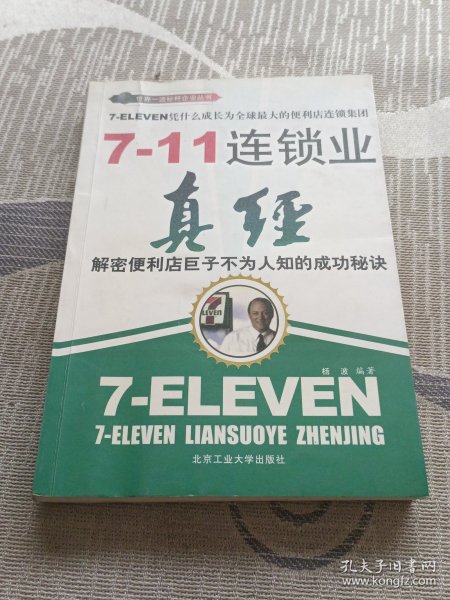 世界一流标杆企业丛书
7-ELEVEN凭什么成长为全球最大的便利店连锁集团
7-11连锁业
真经
解密便利店巨子不为人知的成功秘诀
7
ELEVEN
杨 波 编著
7-ELEVEN
7-ELEVEN LIANSUOYE ZHENJING
北京工业大学出版社
孔夫子旧书网
www.kongfz.com